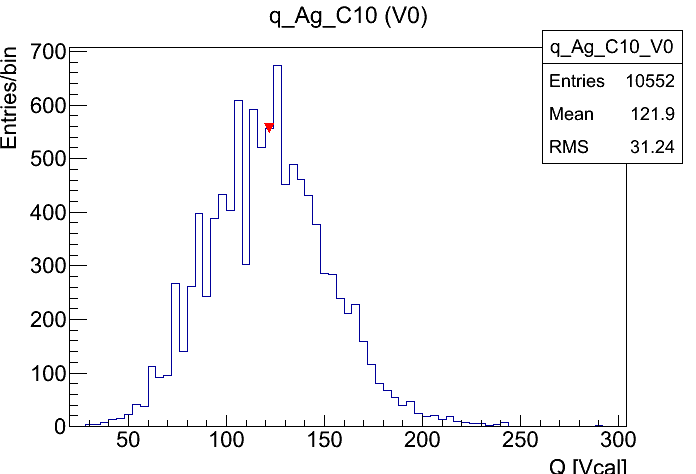 q_Ag_C10 (V0)
Entries/bin
q_Ag_C10_V0
Entries 10552
Mean 121.9
RMS 31.24
700
600
500
400
300
200
100
0
50 100 150 200 250 300
Q [Vcal]